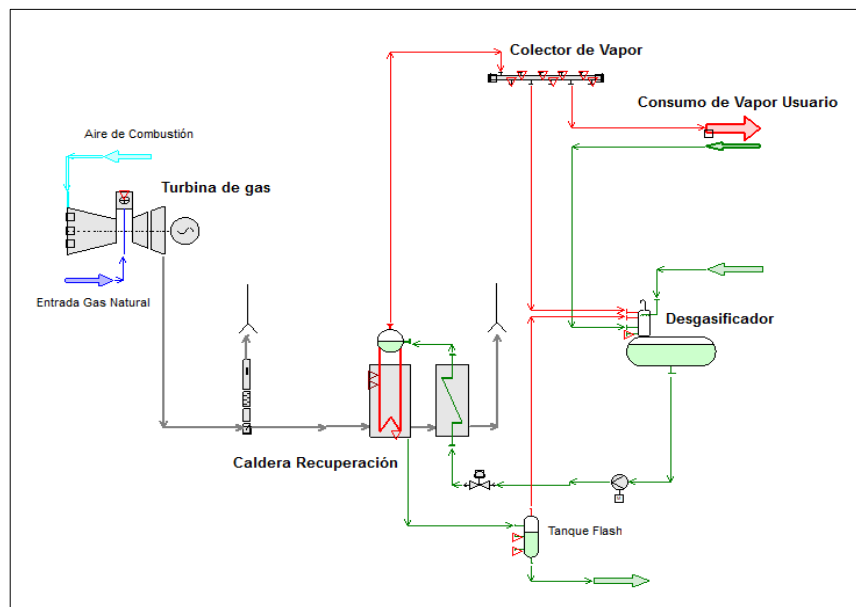 Colector de Vapor
Consumo de Vapor Usuario
Aire de Combustión
Turbina de gas
Entrada Gas Natural
Desgasificador
Caldera Recuperación
Tanque Flash